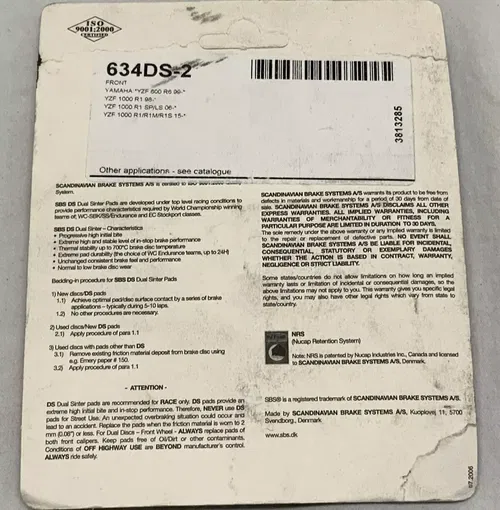 ISO
9001:2000
CERTIFIED
634DS-2
FRONT
YAMAHA *YZF 600 R6 99-*
YZF 1000 R1 98-*
YZF 1000 R1 SP/LS 06-*
YZF 1000 R1/R1M/R1S 15-*
3813285
Other applications - see catalogue
SCANDINAVIAN BRAKE SYSTEMS A/S is certified to ISO 9001:2000 Quality
System.
SBS DS Dual Sinter Pads are developed under top level racing conditions to
provide performance characteristics required by World Championship winning
teams of; WC-SBK/SS/Endurance and EC Stockport classes.
SBS DS Dual Sinter – Characteristics
• Progressive high initial bite
• Extreme high and stable level of in-stop brake performance
• Thermal stability up to 700°C brake disc temperature
• Extreme pad durability (the choice of WC Endurance teams, up to 24H)
• Unchanged consistent brake feel and performance
• Normal to low brake disc wear
Bedding-in procedure for SBS DS Dual Sinter Pads
1) New discs/DS pads
1.1) Achieve optimal pad/disc surface contact by a series of brake
applications – typically during 5-10 laps.
1.2) No other procedures are necessary.
2) Used discs/New DS pads
2.1) Apply procedure of para 1.1
3) Used discs with pads other than DS
3.1) Remove existing friction material deposit from brake disc using
e.g. Emery paper # 150.
3.2) Apply procedure of para 1.1
- ATTENTION -
DS Dual Sinter pads are recommended for RACE only. DS pads provide an
extreme high initial bite and in-stop performance. Therefore, NEVER use DS
pads for Street Use. An unexpected overbraking situation could occur and
lead to an accident. Replace the pads when the friction material is worn to 2
mm (0.08") or less. For Dual Discs – Front Wheel - ALWAYS replace pads of
both front calipers. Keep pads free of Oil/Dirt or other contaminants.
Conditions of OFF HIGHWAY USE are BEYOND manufacturer's control.
ALWAYS ride safely.
SCANDINAVIAN BRAKE SYSTEMS A/S warrants its product to be free from
defects in materials and workmanship for a period of 30 days from date of
sale. SCANDINAVIAN BRAKE SYSTEMS A/S DISCLAIMS ALL OTHER
EXPRESS WARRANTIES. ALL IMPLIED WARRANTIES, INCLUDING
WARRANTIES OF MERCHANTABILITY OR FITNESS FOR A
PARTICULAR PURPOSE ARE LIMITED IN DURATION TO 30 DAYS.
The sole remedy under the above warranty or any implied warranty is limited
to the repair or replacement of defective parts. NO EVENT SHALL
SCANDINAVIAN BRAKE SYSTEMS A/S BE LIABLE FOR INCIDENTAL,
CONSEQUENTIAL, STATUTORY OR EXEMPLARY DAMAGES
WHETHER THE ACTION IS BASED IN CONTRACT, WARRANTY,
NEGLIGENCE OR STRICT LIABILITY.
Some states/countries do not allow limitations on how long an implied
warranty lasts or limitation of incidental or consequential damages, so the
above limitations may not apply to you. This warranty gives you specific legal
rights, and you may also have other legal rights which vary from state to
state/country.
NRS
(Nucap Retention System)
Note: NRS is patented by Nucap Industries Inc., Canada and licensed
to SCANDINAVIAN BRAKE SYSTEMS A/S, Denmark.
SBS® is a registered trademark of SCANDINAVIAN BRAKE SYSTEMS A/S.
Made by SCANDINAVIAN BRAKE SYSTEMS A/S, Kuopiovej 11, 5700
Svendborg, Denmark
www.sbs.dk